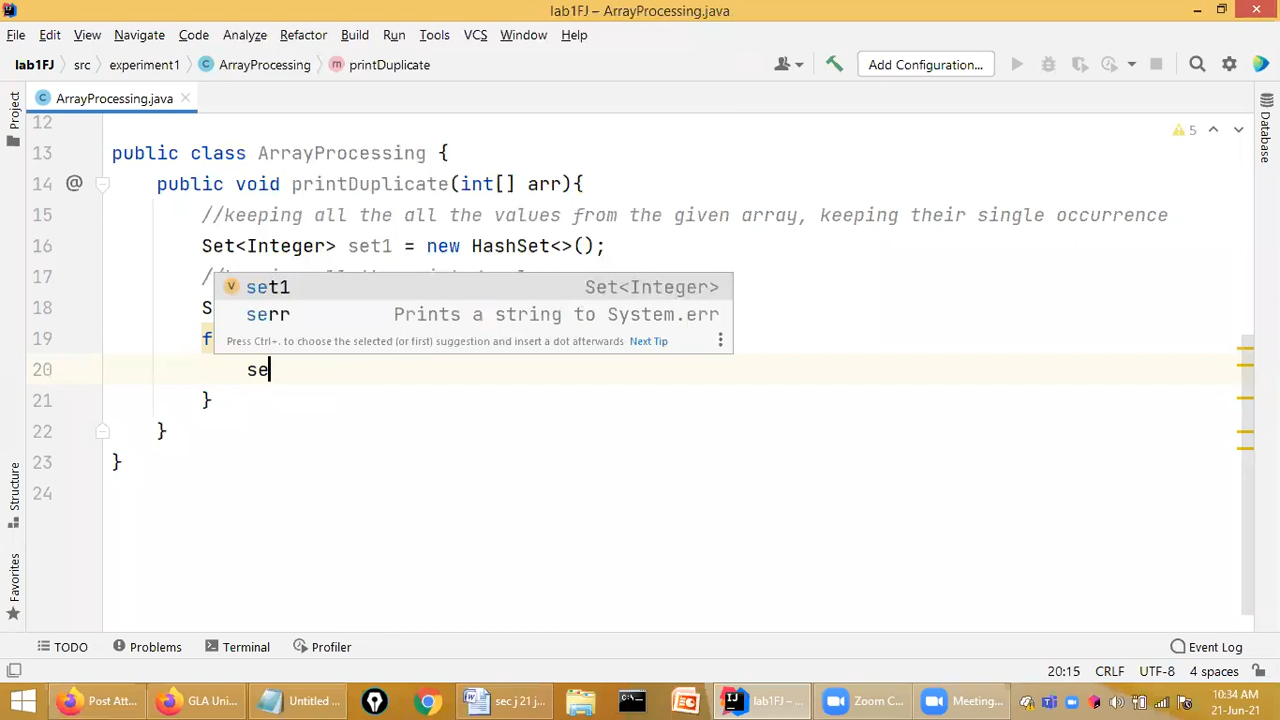 lab1FJ – ArrayProcessing.java
File Edit View Navigate Code Analyze Refactor Build Run Tools VCS Window Help
lab1FJ src experiment1 C ArrayProcessing m printDuplicate Add Configuration...
C ArrayProcessing.java
5
12
13 public class ArrayProcessing {
14 @ public void printDuplicate(int[] arr){
15 //keeping all the all the values from the given array, keeping their single occurrence
16 Set<Integer> set1 = new HashSet<>();
17 /
V set1 Set<Integer>
18 S
serr Prints a string to System.err
19 f
Press Ctrl+. to choose the selected (or first) suggestion and insert a dot afterwards Next Tip
20 se
21 }
22 }
23 }
24
Project
Structure
Favorites
Database
TODO Problems Terminal Profiler Event Log
20:15 CRLF UTF-8 4 spaces
Post Att... GLA Uni... Untitled ... sec j 21 j... lab1FJ – ... Zoom C... Meeting...
10:34 AM
21-Jun-21